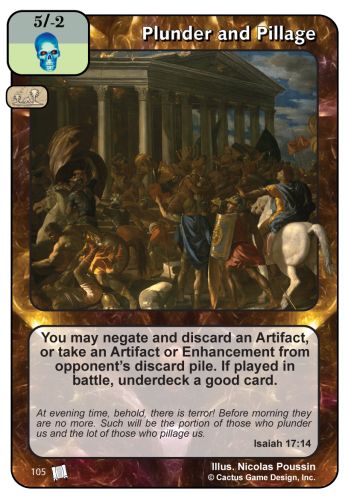 5/-2
Plunder and Pillage
You may negate and discard an Artifact,
or take an Artifact or Enhancement from
opponent's discard pile. If played in
battle, underdeck a good card.
At evening time, behold, there is terror! Before morning they
are no more. Such will be the portion of those who plunder
us and the lot of those who pillage us.
Isaiah 17:14
Illus. Nicolas Poussin
105
© Cactus Game Design, Inc.